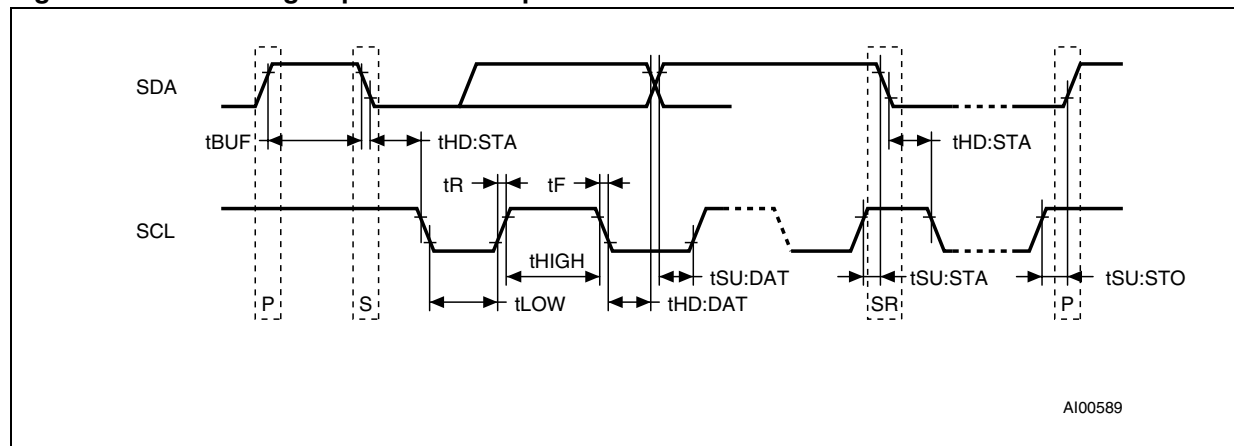 SDA
tBUF
tHD:STA
tHD:STA
tR
tF
SCL
tHIGH
tSU:DAT
tSU:STA
tSU:STO
P
S
tLOW
tHD:DAT
SR
P
AI00589